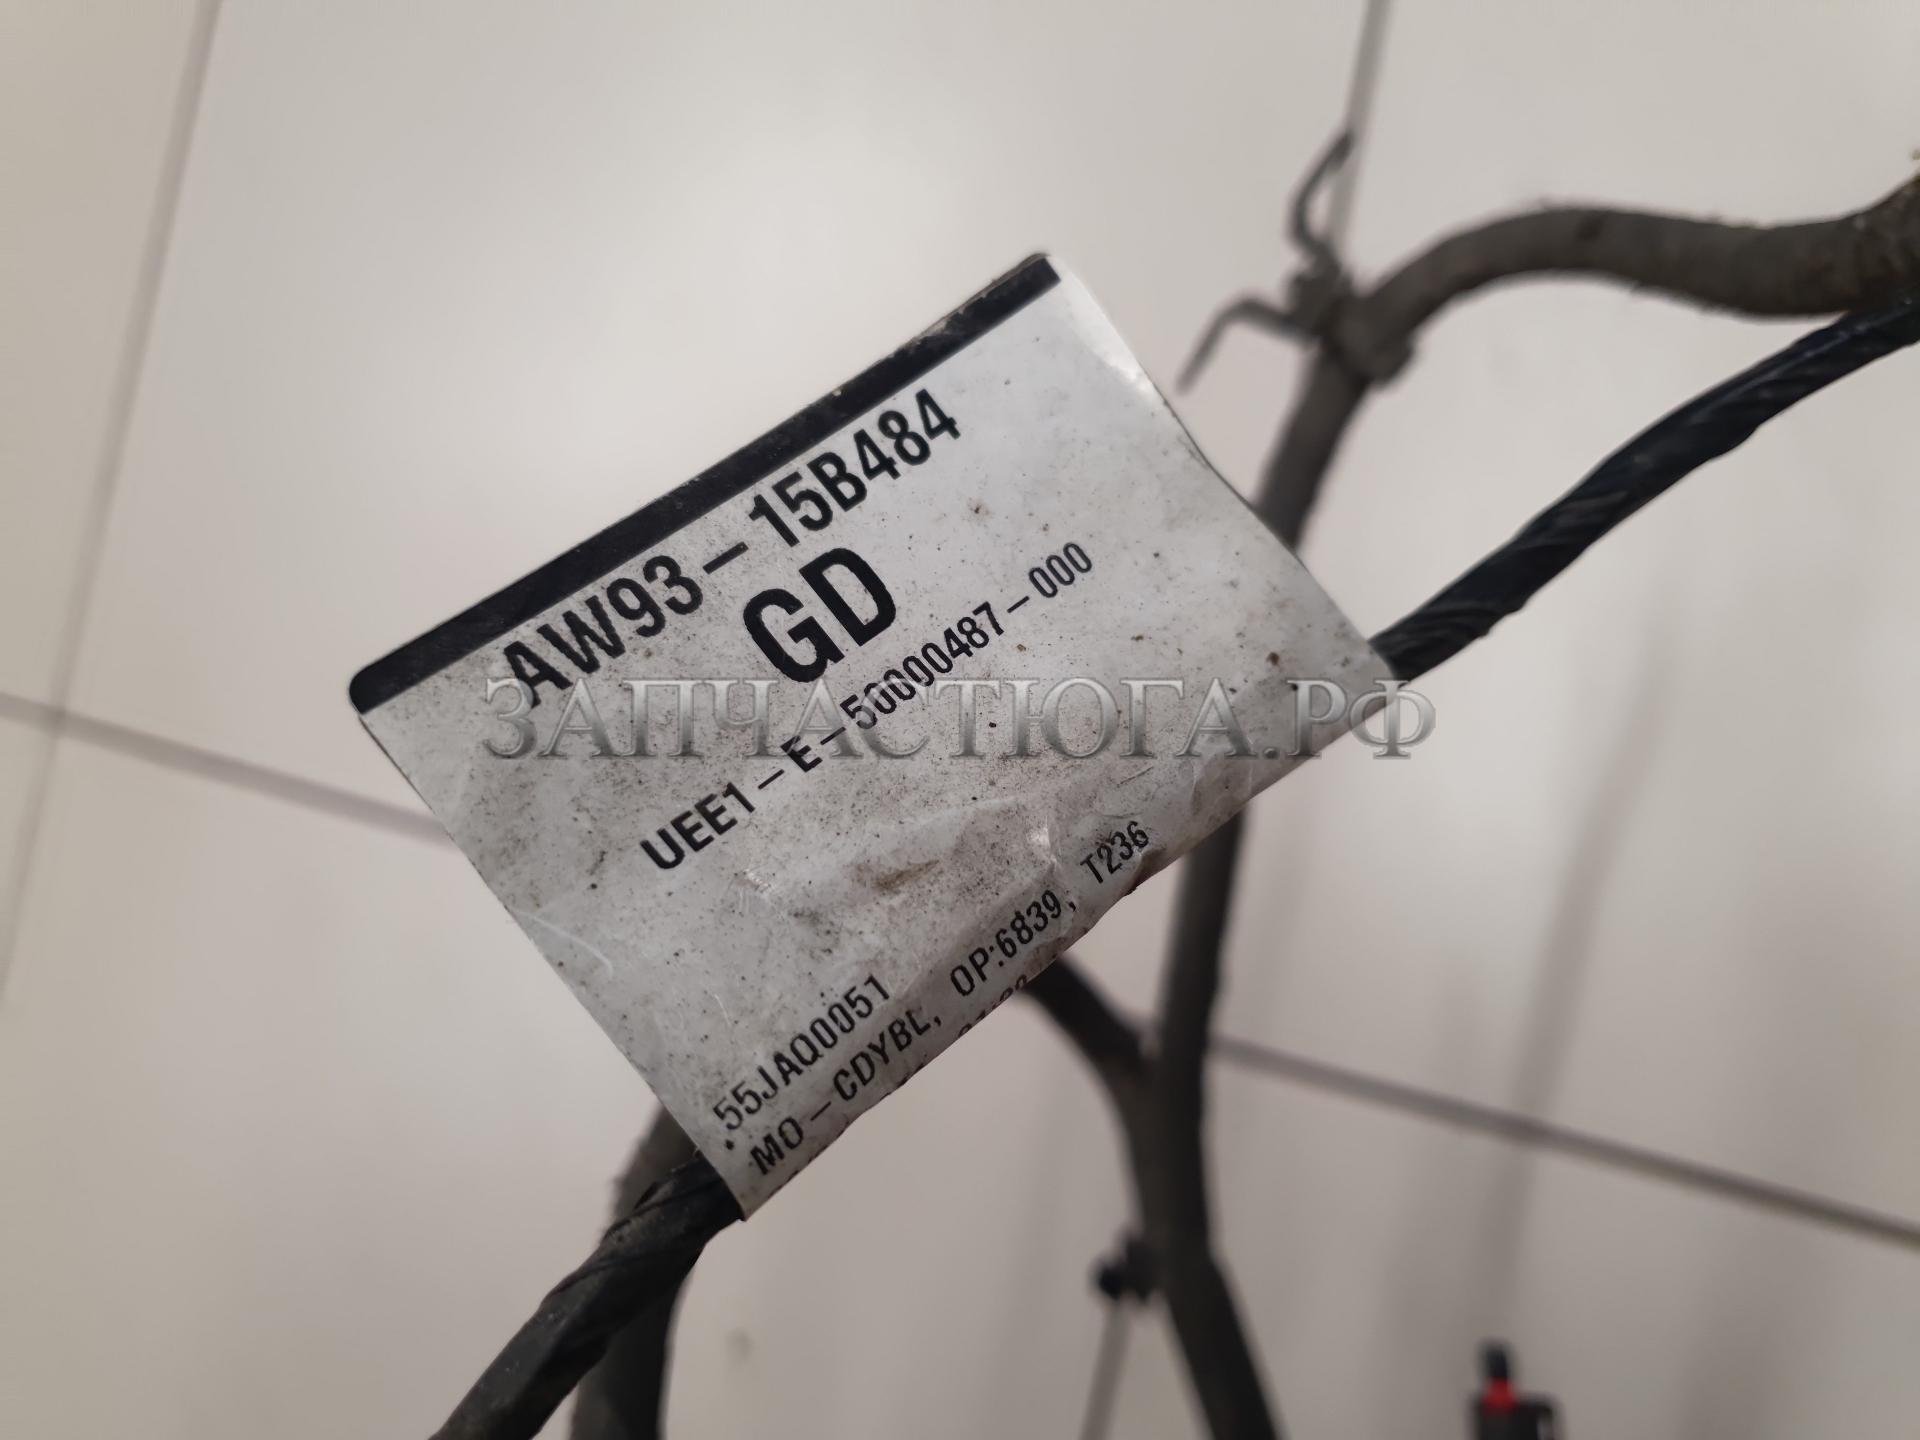 AW93-15B484
GD
UEE1-E-50000487-000
ЗАПЧАСТЮГА.РФ
.55JAQ0051
MO-CDYBL, OP:6839, T236